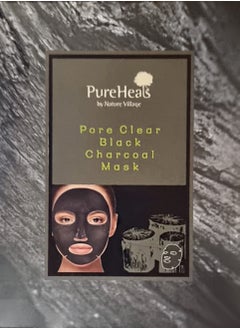 PureHeals
by Nature Village
Pore Clear
Black
Charcoal
Mask